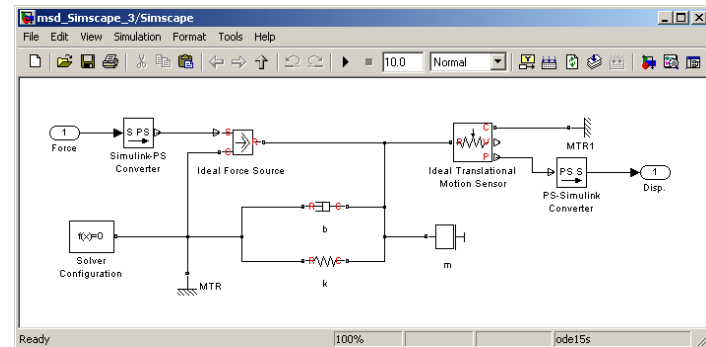 msd_Simscape_3/Simscape
File Edit View Simulation Format Tools Help
10.0 Normal
1
Force
S PS
Simulink-PS
Converter
S
C
R
Ideal Force Source
C
V
P
R
Ideal Translational
Motion Sensor
MTR1
PS S
PS-Simulink
Converter
1
Disp.
f(x)=0
Solver
Configuration
R C
b
R C
k
m
MTR
Ready 100% ode15s